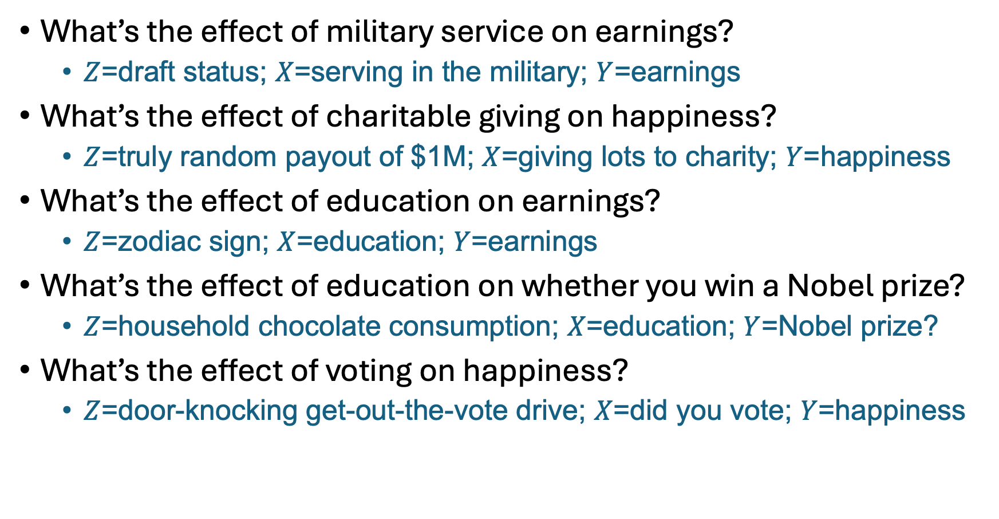 • What’s the effect of military service on earnings?
• Z=draft status; X=serving in the military; Y=earnings
• What’s the effect of charitable giving on happiness?
• Z=truly random payout of $1M; X=giving lots to charity; Y=happiness
• What’s the effect of education on earnings?
• Z=zodiac sign; X=education; Y=earnings
• What’s the effect of education on whether you win a Nobel prize?
• Z=household chocolate consumption; X=education; Y=Nobel prize?
• What’s the effect of voting on happiness?
• Z=door-knocking get-out-the-vote drive; X=did you vote; Y=happiness